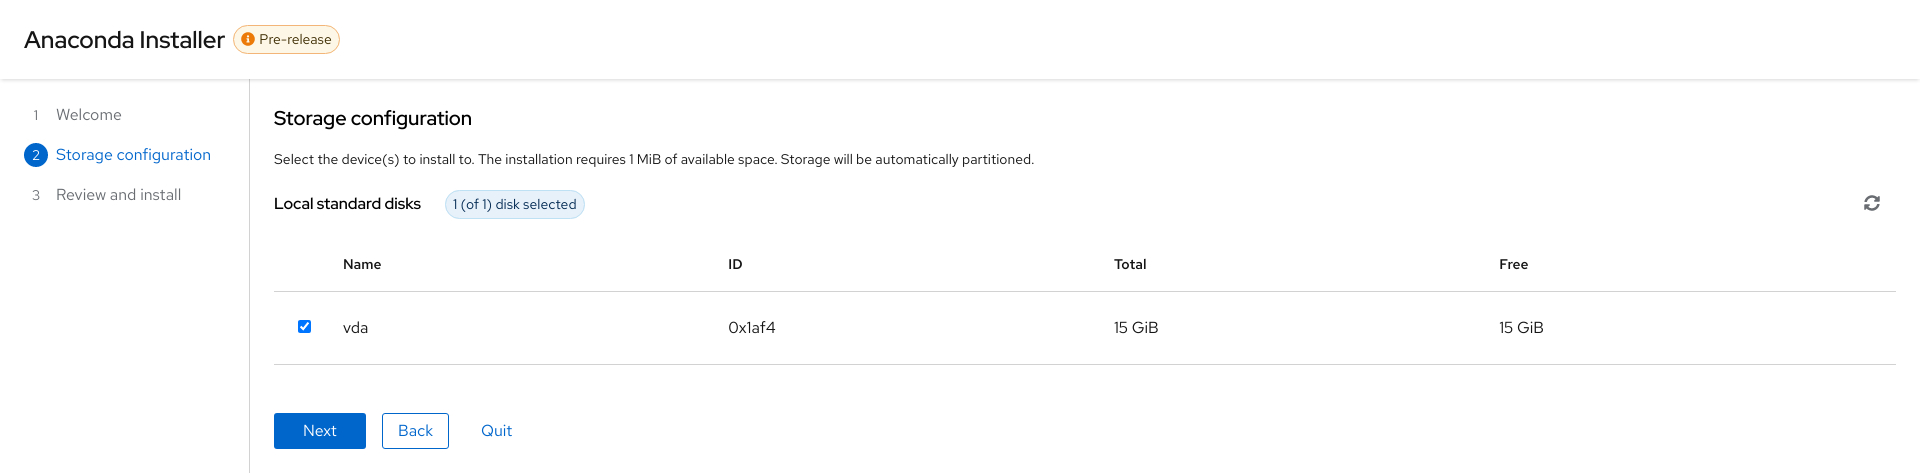 Anaconda Installer Pre-release
1 Welcome
2 Storage configuration
3 Review and install
Storage configuration
Select the device(s) to install to. The installation requires 1 MiB of available space. Storage will be automatically partitioned.
Local standard disks 1 (of 1) disk selected
Name ID Total Free
vda 0x1af4 15 GiB 15 GiB
Next Back Quit